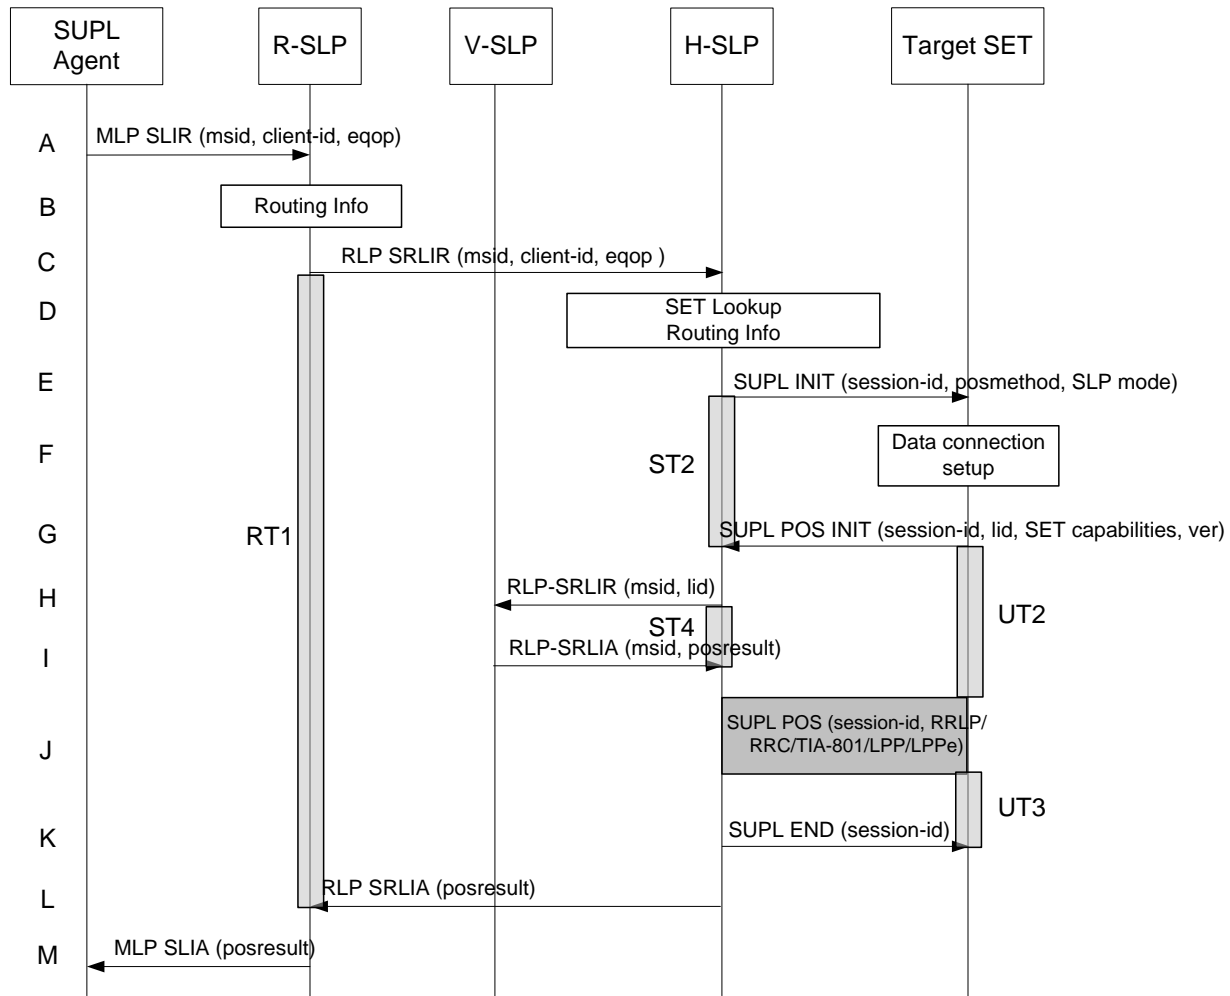 SUPL
Agent
R-SLP
V-SLP
H-SLP
Target SET
A
MLP SLIR (msid, client-id, eqop)
B
Routing Info
C
RLP SRLIR (msid, client-id, eqop )
D
SET Lookup
Routing Info
E
SUPL INIT (session-id, posmethod, SLP mode)
F
ST2
Data connection
setup
G
RT1
SUPL POS INIT (session-id, lid, SET capabilities, ver)
H
RLP-SRLIR (msid, lid)
ST4
UT2
I
RLP-SRLIA (msid, posresult)
J
SUPL POS (session-id, RRLP/
RRC/TIA-801/LPP/LPPe)
UT3
K
SUPL END (session-id)
L
RLP SRLIA (posresult)
M
MLP SLIA (posresult)